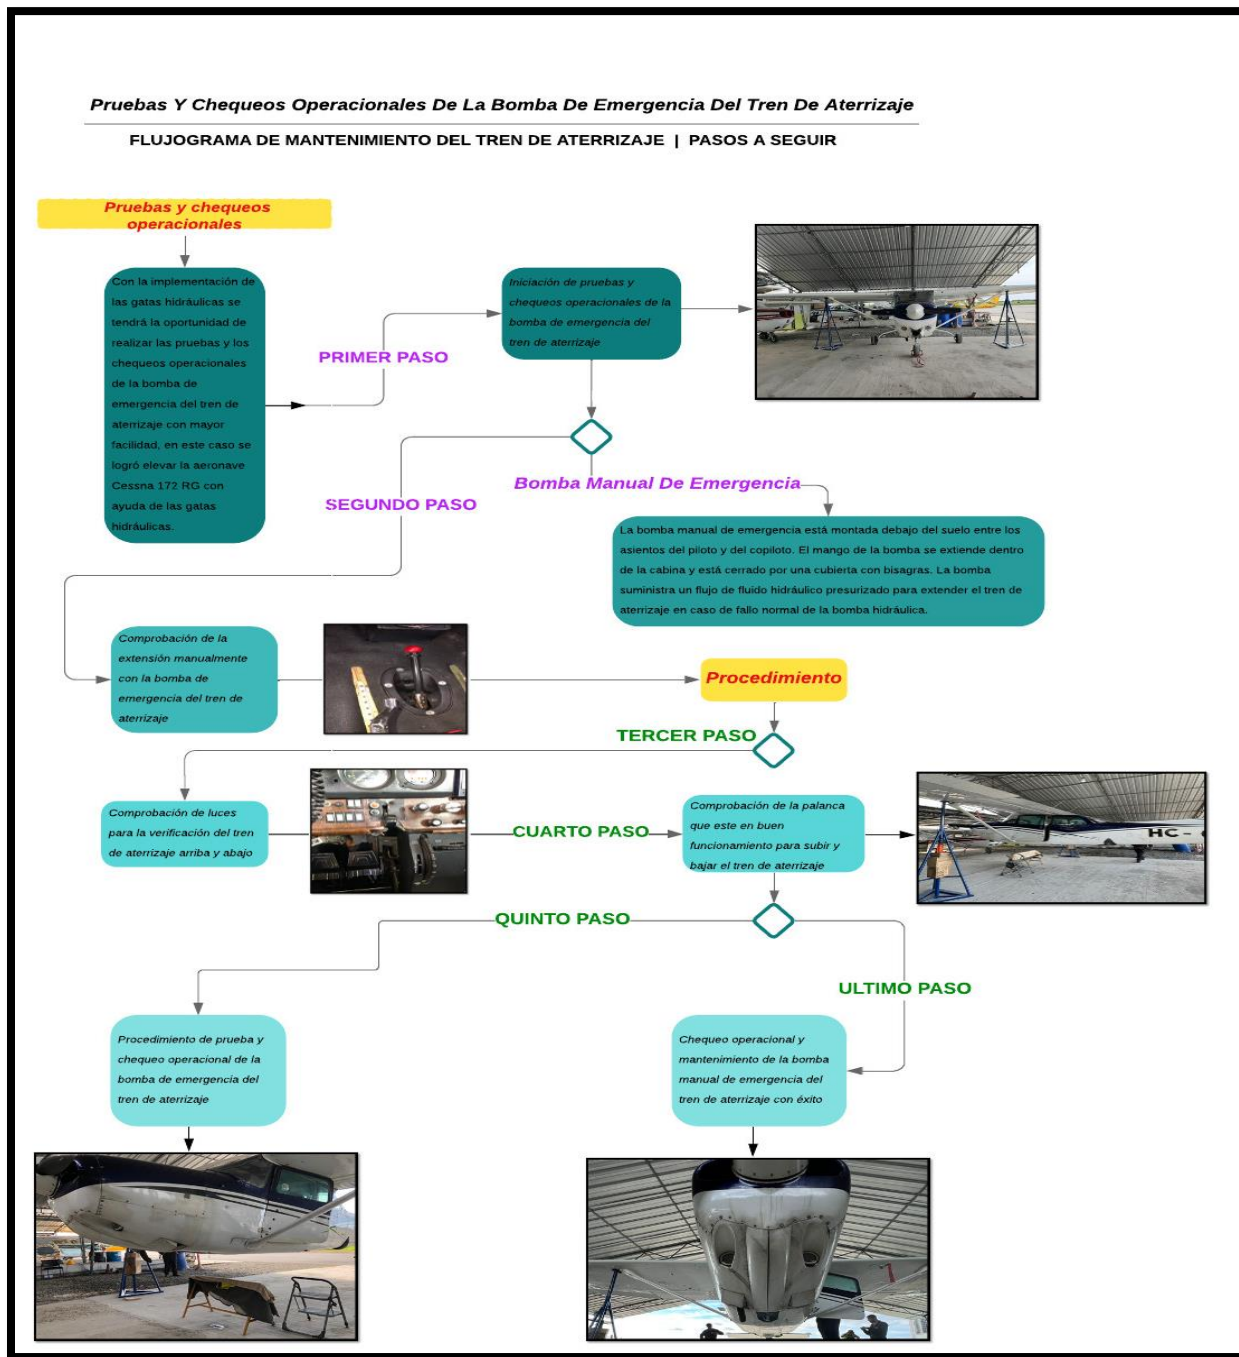 Pruebas Y Chequeos Operacionales De La Bomba De Emergencia Del Tren De Aterrizaje
FLUJOGRAMA DE MANTENIMIENTO DEL TREN DE ATERRIZAJE | PASOS A SEGUIR
Pruebas y chequeos
operacionales
Con la implementación de
las gatas hidráulicas se
tendrá la oportunidad de
realizar las pruebas y los
chequeos operacionales
de la bomba de
emergencia del tren de
aterrizaje con mayor
facilidad, en este caso se
logró elevar la aeronave
Cessna 172 RG con
ayuda de las gatas
hidráulicas.
PRIMER PASO
Iniciación de pruebas y
chequeos operacionales de la
bomba de emergencia del
tren de aterrizaje
SEGUNDO PASO
Bomba Manual De Emergencia
La bomba manual de emergencia está montada debajo del suelo entre los
asientos del piloto y del copiloto. El mango de la bomba se extiende dentro
de la cabina y está cerrado por una cubierta con bisagras. La bomba
suministra un flujo de fluido hidráulico presurizado para extender el tren de
aterrizaje en caso de fallo normal de la bomba hidráulica.
Comprobación de la
extensión manualmente
con la bomba de
emergencia del tren de
aterrizaje
Procedimiento
TERCER PASO
Comprobación de luces
para la verificación del tren
de aterrizaje arriba y abajo
CUARTO PASO
Comprobación de la palanca
que este en buen
funcionamiento para subir y
bajar el tren de aterrizaje
HC-
QUINTO PASO
ULTIMO PASO
Procedimiento de prueba y
chequeo operacional de la
bomba de emergencia del
tren de aterrizaje
Chequeo operacional y
mantenimiento de la bomba
manual de emergencia del
tren de aterrizaje con éxito